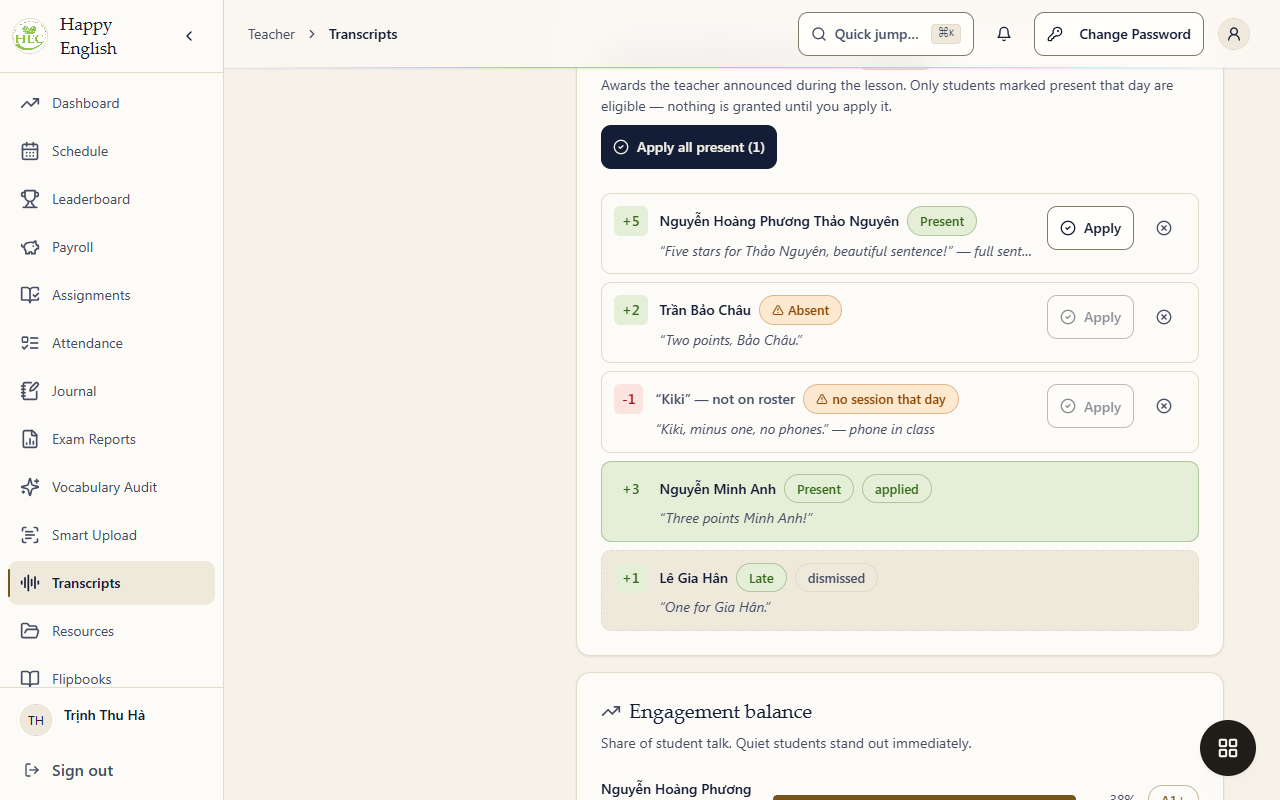 HEC
Happy
English
Teacher
Transcripts
Quick jump...
⌘K
Change Password
Dashboard
Schedule
Leaderboard
Payroll
Assignments
Attendance
Journal
Exam Reports
Vocabulary Audit
Smart Upload
Transcripts
Resources
Flipbooks
TH
Trịnh Thu Hà
Sign out
Awards the teacher announced during the lesson. Only students marked present that day are
eligible — nothing is granted until you apply it.
Apply all present (1)
+5 Nguyễn Hoàng Phương Thảo Nguyên Present Apply
“Five stars for Thảo Nguyên, beautiful sentence!” — full sent...
+2 Trần Bảo Châu Absent Apply
“Two points, Bảo Châu.”
-1 “Kiki” — not on roster no session that day Apply
“Kiki, minus one, no phones.” — phone in class
+3 Nguyễn Minh Anh Present applied
“Three points Minh Anh!”
+1 Lê Gia Hân Late dismissed
“One for Gia Hân.”
Engagement balance
Share of student talk. Quiet students stand out immediately.
Nguyễn Hoàng Phương
38% A1+